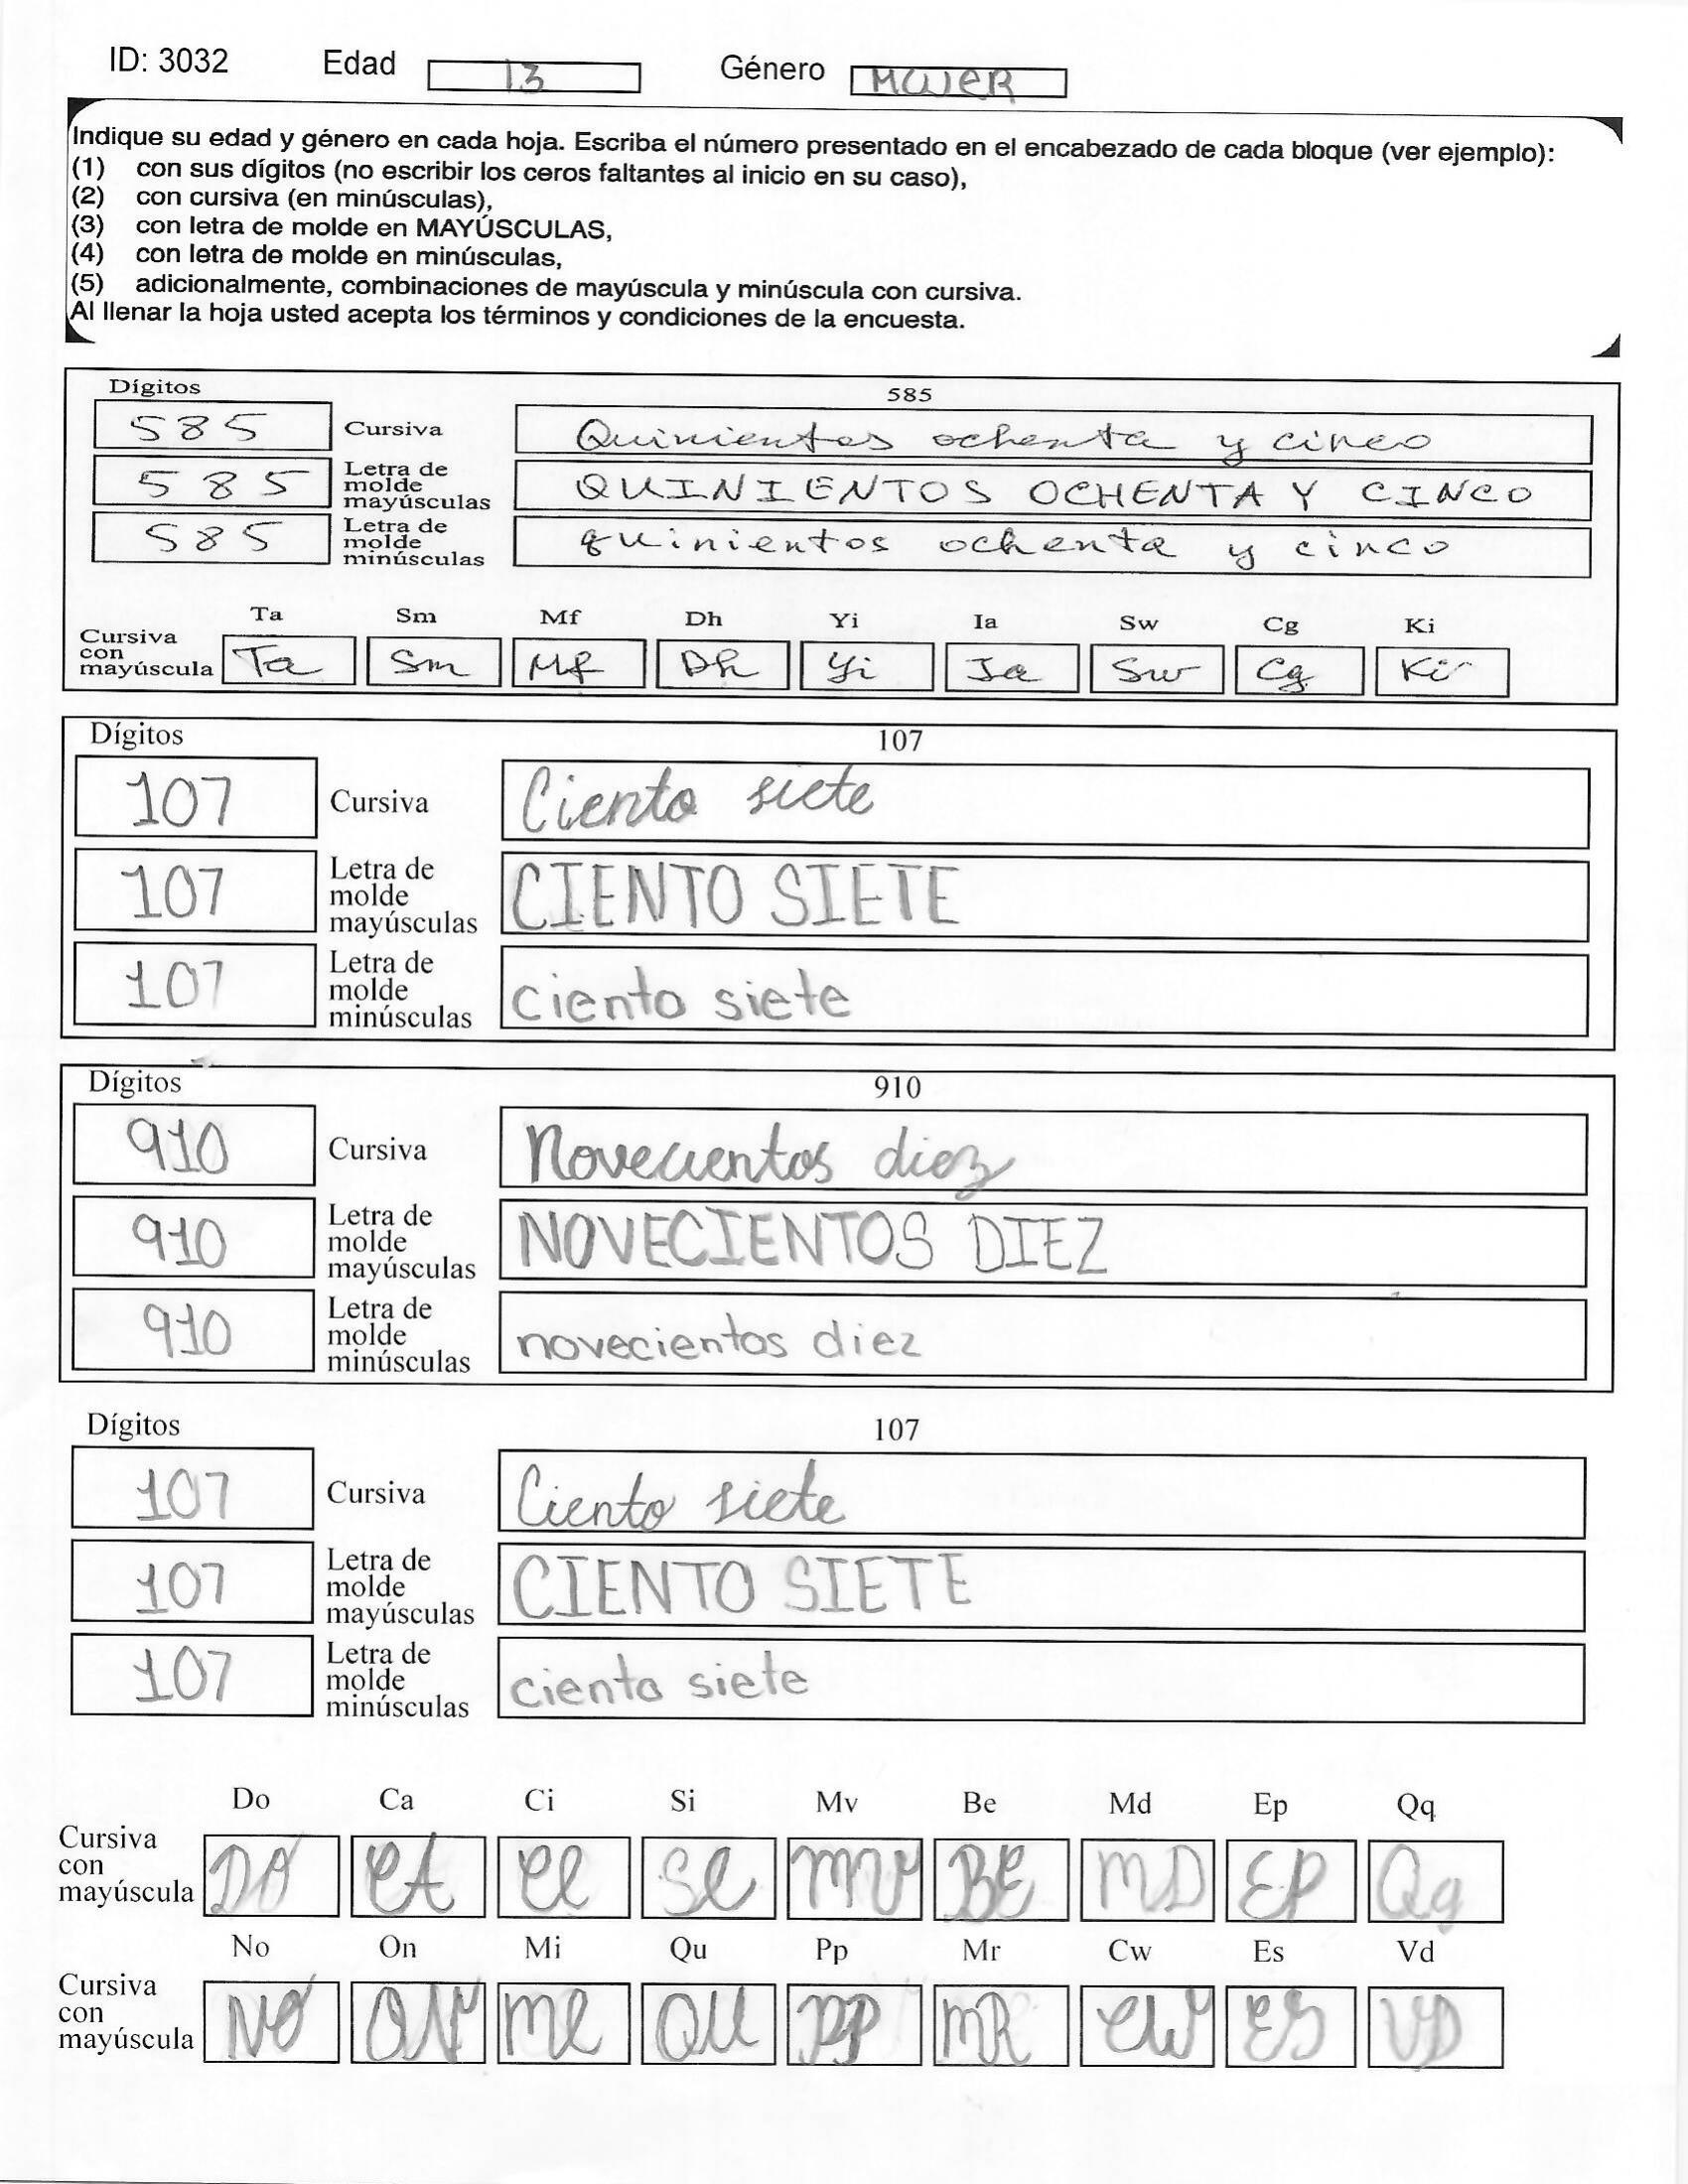 ID: 3032 Edad 13 Género MUJER
Indique su edad y género en cada hoja. Escriba el número presentado en el encabezado de cada bloque (ver ejemplo):
(1) con sus dígitos (no escribir los ceros faltantes al inicio en su caso),
(2) con cursiva (en minúsculas),
(3) con letra de molde en MAYÚSCULAS,
(4) con letra de molde en minúsculas,
(5) adicionalmente, combinaciones de mayúscula y minúscula con cursiva.
Al llenar la hoja usted acepta los términos y condiciones de la encuesta.
Dígitos 585
585 Cursiva Quinientos ochenta y cinco
585 Letra de molde mayúsculas QUINIENTOS OCHENTA Y CINCO
585 Letra de molde minúsculas quinientos ochenta y cinco
Ta Sm Mf Dh Yi Ia Sw Cg Ki
Cursiva con mayúscula Ta Sm Mf Dh Yi Ia Sw Cg Ki
Dígitos 107
107 Cursiva Ciento siete
107 Letra de molde mayúsculas CIENTO SIETE
107 Letra de molde minúsculas ciento siete
Dígitos 910
910 Cursiva Novecientos diez
910 Letra de molde mayúsculas NOVECIENTOS DIEZ
910 Letra de molde minúsculas novecientos diez
Dígitos 107
107 Cursiva Ciento siete
107 Letra de molde mayúsculas CIENTO SIETE
107 Letra de molde minúsculas ciento siete
Do Ca Ci Si Mv Be Md Ep Qq
Cursiva con mayúscula DO CA CI SI MV BE MD EP Qq
No On Mi Qu Pp Mr Cw Es Vd
Cursiva con mayúscula NO ON MI QU PP MR CW ES VD